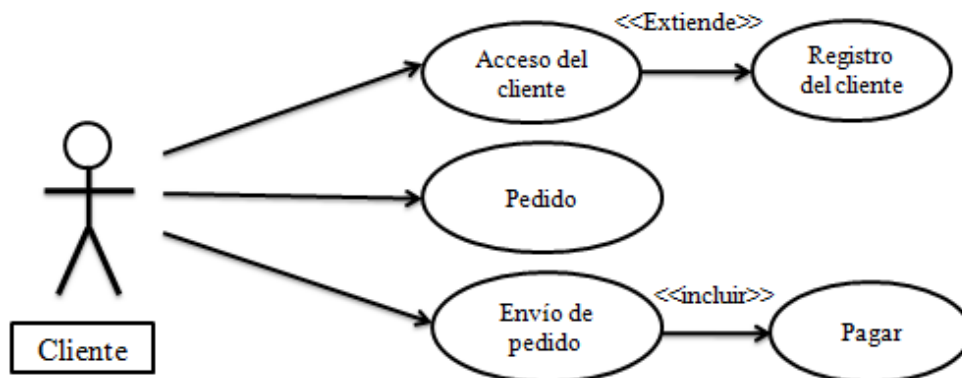 <<Extiende>>
Acceso del
cliente
Registro
del cliente
Pedido
<<incluir>>
Envío de
pedido
Pagar
Cliente